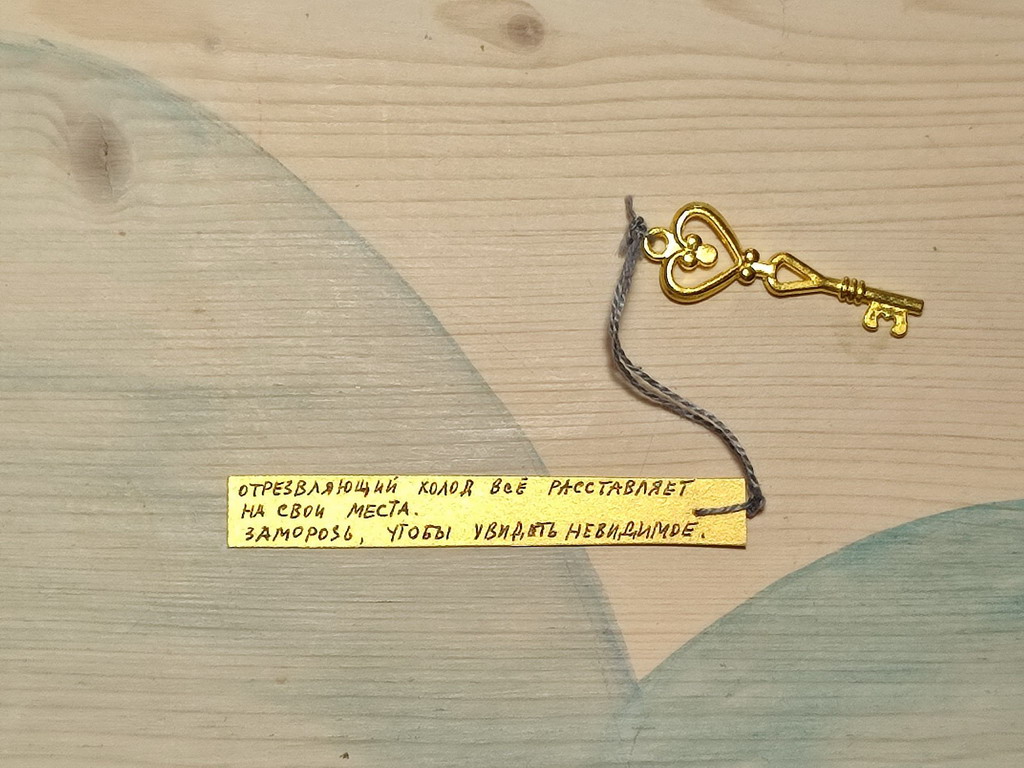 ОТРЕЗВЛЯЮЩИЙ ХОЛОД ВСЁ РАССТАВЛЯЕТ
НА СВОИ МЕСТА.
ЗАМОРОЗЬ, ЧТОБЫ УВИДЕТЬ НЕВИДИМОЕ.